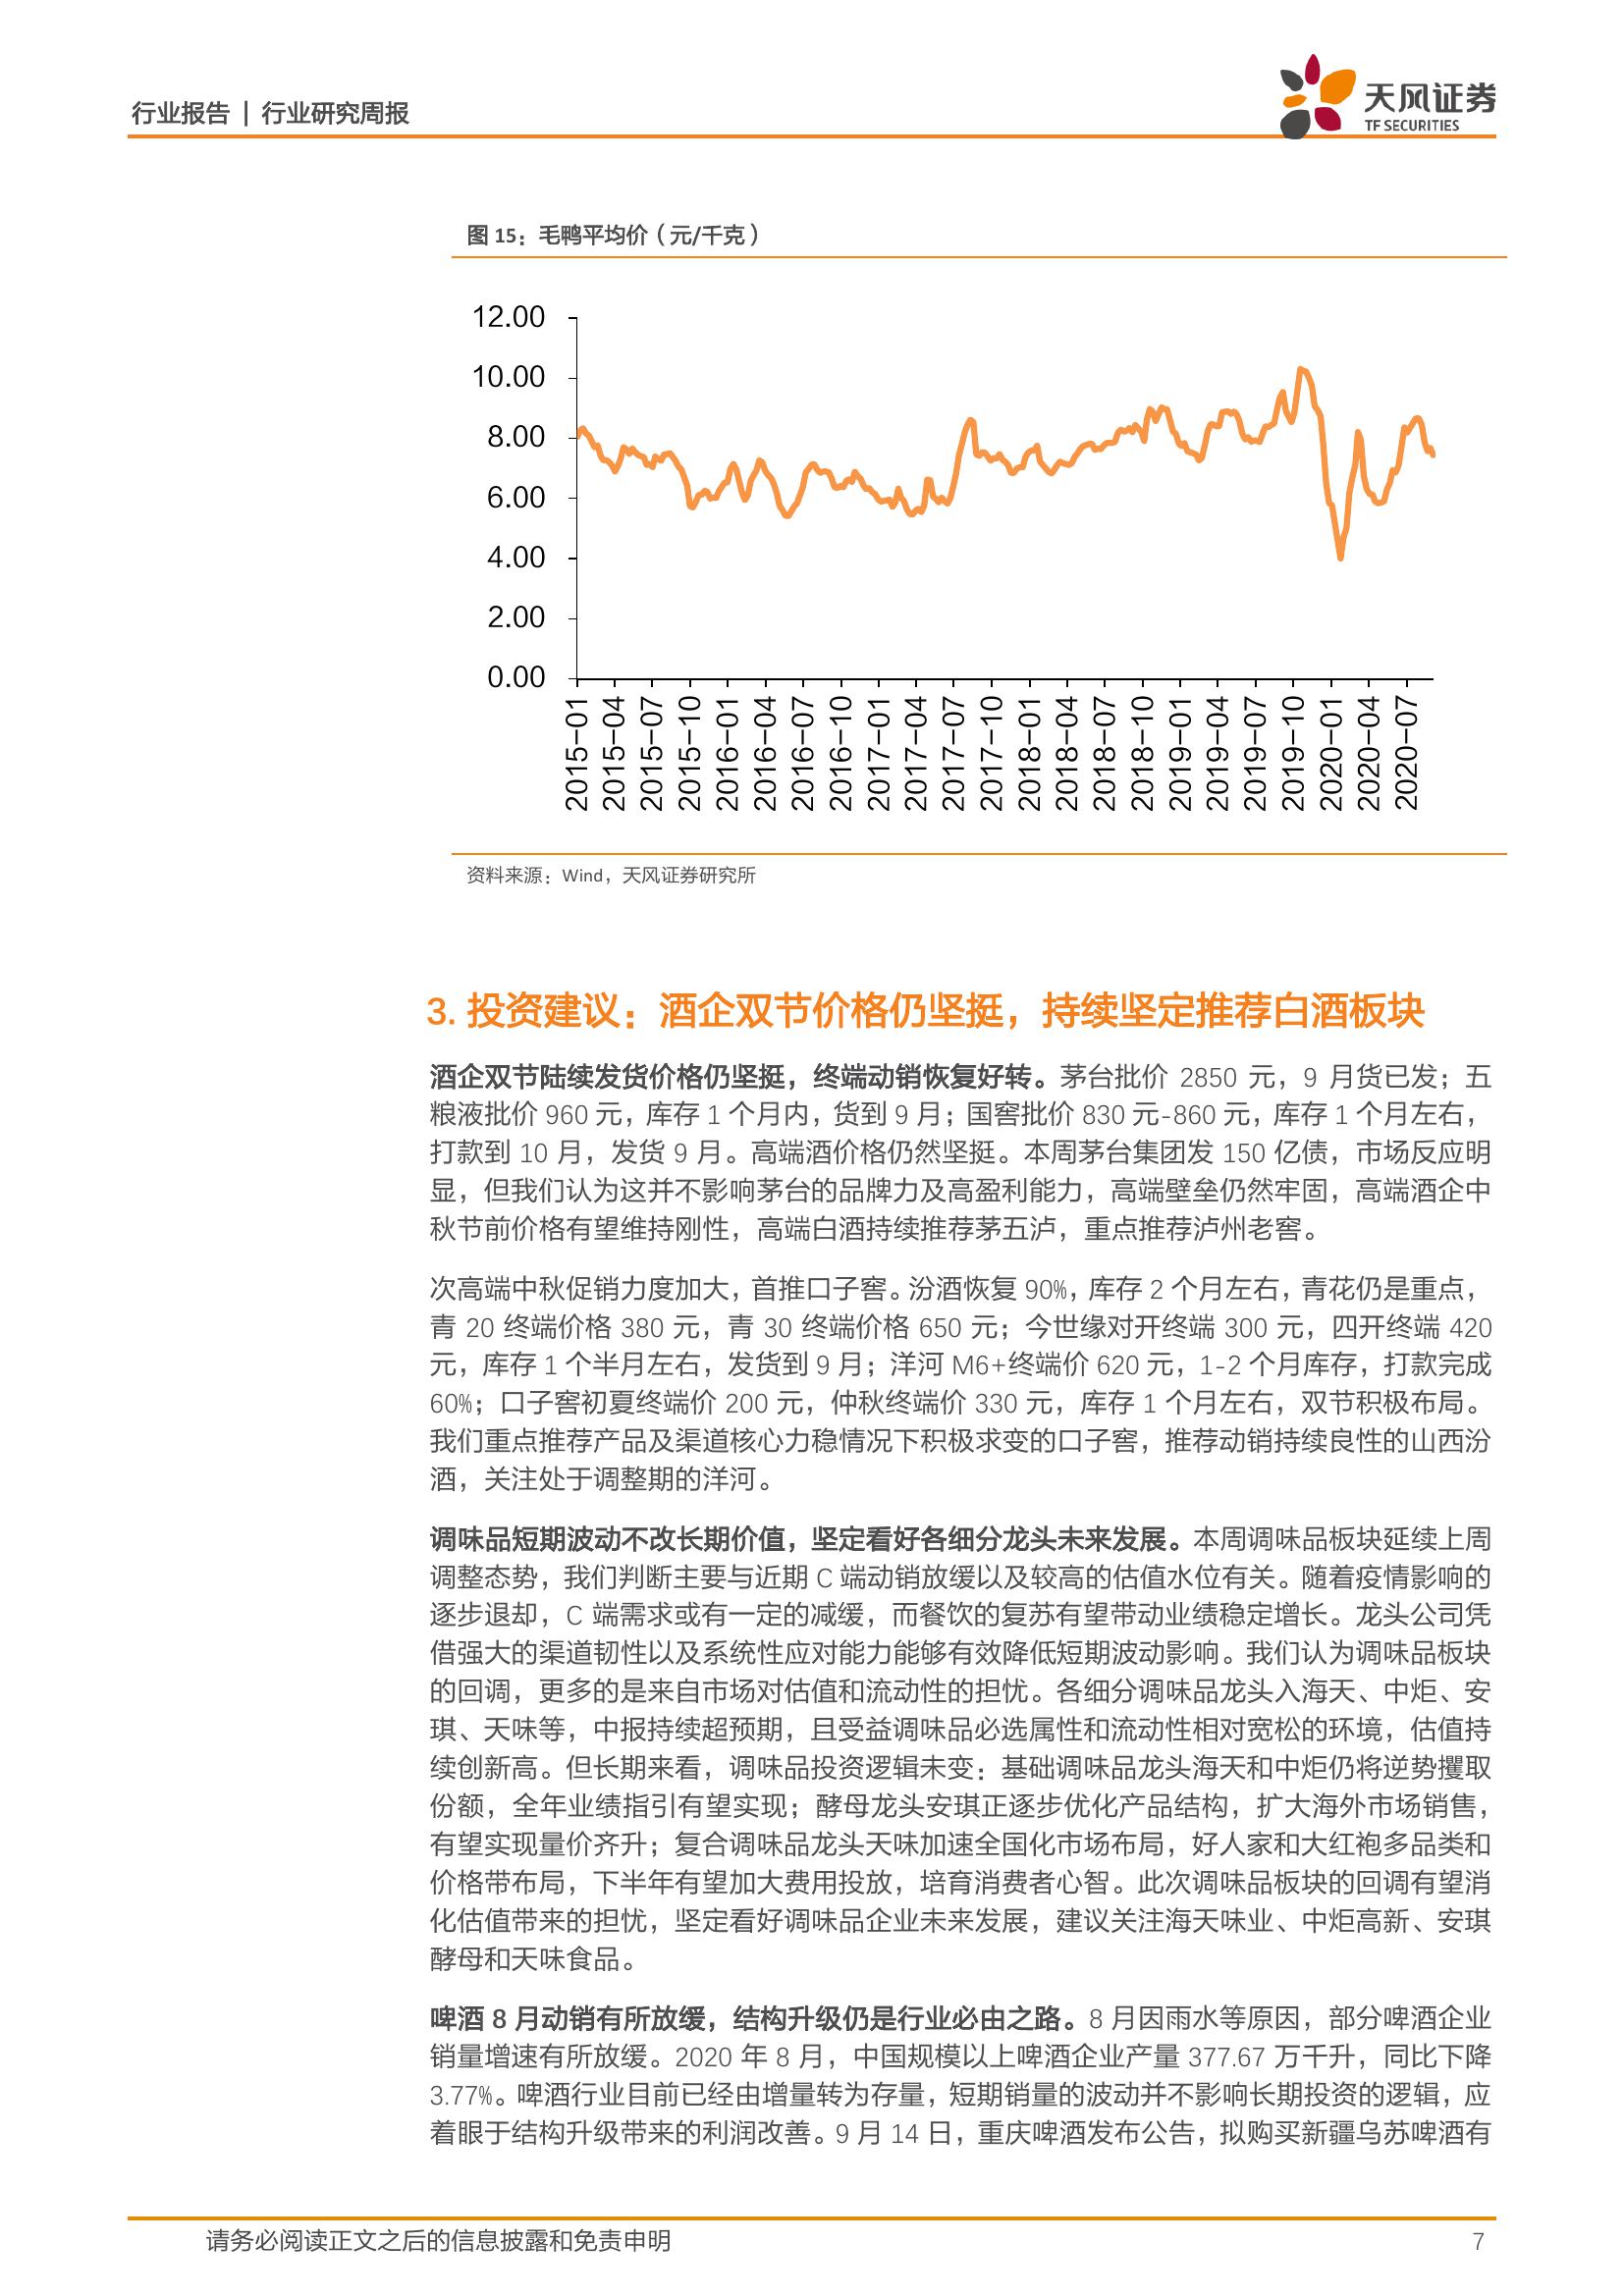 行业报告 | 行业研究周报
天风证券
TF SECURITIES
图 15：毛鸭平均价（元/千克）
12.00
10.00
8.00
6.00
4.00
2.00
0.00
2015-01
2015-04
2015-07
2015-10
2016-01
2016-04
2016-07
2016-10
2017-01
2017-04
2017-07
2017-10
2018-01
2018-04
2018-07
2018-10
2019-01
2019-04
2019-07
2019-10
2020-01
2020-04
2020-07
资料来源：Wind，天风证券研究所
3. 投资建议：酒企双节价格仍坚挺，持续坚定推荐白酒板块
酒企双节陆续发货价格仍坚挺，终端动销恢复好转。茅台批价 2850 元，9 月货已发；五
粮液批价 960 元，库存 1 个月内，货到 9 月；国窖批价 830 元-860 元，库存 1 个月左右，
打款到 10 月，发货 9 月。高端酒价格仍然坚挺。本周茅台集团发 150 亿债，市场反应明
显，但我们认为这并不影响茅台的品牌力及高盈利能力，高端壁垒仍然牢固，高端酒企中
秋节前价格有望维持刚性，高端白酒持续推荐茅五泸，重点推荐泸州老窖。
次高端中秋促销力度加大，首推口子窖。汾酒恢复 90%，库存 2 个月左右，青花仍是重点，
青 20 终端价格 380 元，青 30 终端价格 650 元；今世缘对开终端 300 元，四开终端 420
元，库存 1 个半月左右，发货到 9 月；洋河 M6+终端价 620 元，1-2 个月库存，打款完成
60%；口子窖初夏终端价 200 元，仲秋终端价 330 元，库存 1 个月左右，双节积极布局。
我们重点推荐产品及渠道核心力稳情况下积极求变的口子窖，推荐动销持续良性的山西汾
酒，关注处于调整期的洋河。
调味品短期波动不改长期价值，坚定看好各细分龙头未来发展。本周调味品板块延续上周
调整态势，我们判断主要与近期 C 端动销放缓以及较高的估值水位有关。随着疫情影响的
逐步退却，C 端需求或有一定的减缓，而餐饮的复苏有望带动业绩稳定增长。龙头公司凭
借强大的渠道韧性以及系统性应对能力能够有效降低短期波动影响。我们认为调味品板块
的回调，更多的是来自市场对估值和流动性的担忧。各细分调味品龙头入海天、中炬、安
琪、天味等，中报持续超预期，且受益调味品必选属性和流动性相对宽松的环境，估值持
续创新高。但长期来看，调味品投资逻辑未变：基础调味品龙头海天和中炬仍将逆势攫取
份额，全年业绩指引有望实现；酵母龙头安琪正逐步优化产品结构，扩大海外市场销售，
有望实现量价齐升；复合调味品龙头天味加速全国化市场布局，好人家和大红袍多品类和
价格带布局，下半年有望加大费用投放，培育消费者心智。此次调味品板块的回调有望消
化估值带来的担忧，坚定看好调味品企业未来发展，建议关注海天味业、中炬高新、安琪
酵母和天味食品。
啤酒 8 月动销有所放缓，结构升级仍是行业必由之路。8 月因雨水等原因，部分啤酒企业
销量增速有所放缓。2020 年 8 月，中国规模以上啤酒企业产量 377.67 万千升，同比下降
3.77%。啤酒行业目前已经由增量转为存量，短期销量的波动并不影响长期投资的逻辑，应
着眼于结构升级带来的利润改善。9 月 14 日，重庆啤酒发布公告，拟购买新疆乌苏啤酒有
请务必阅读正文之后的信息披露和免责申明
7